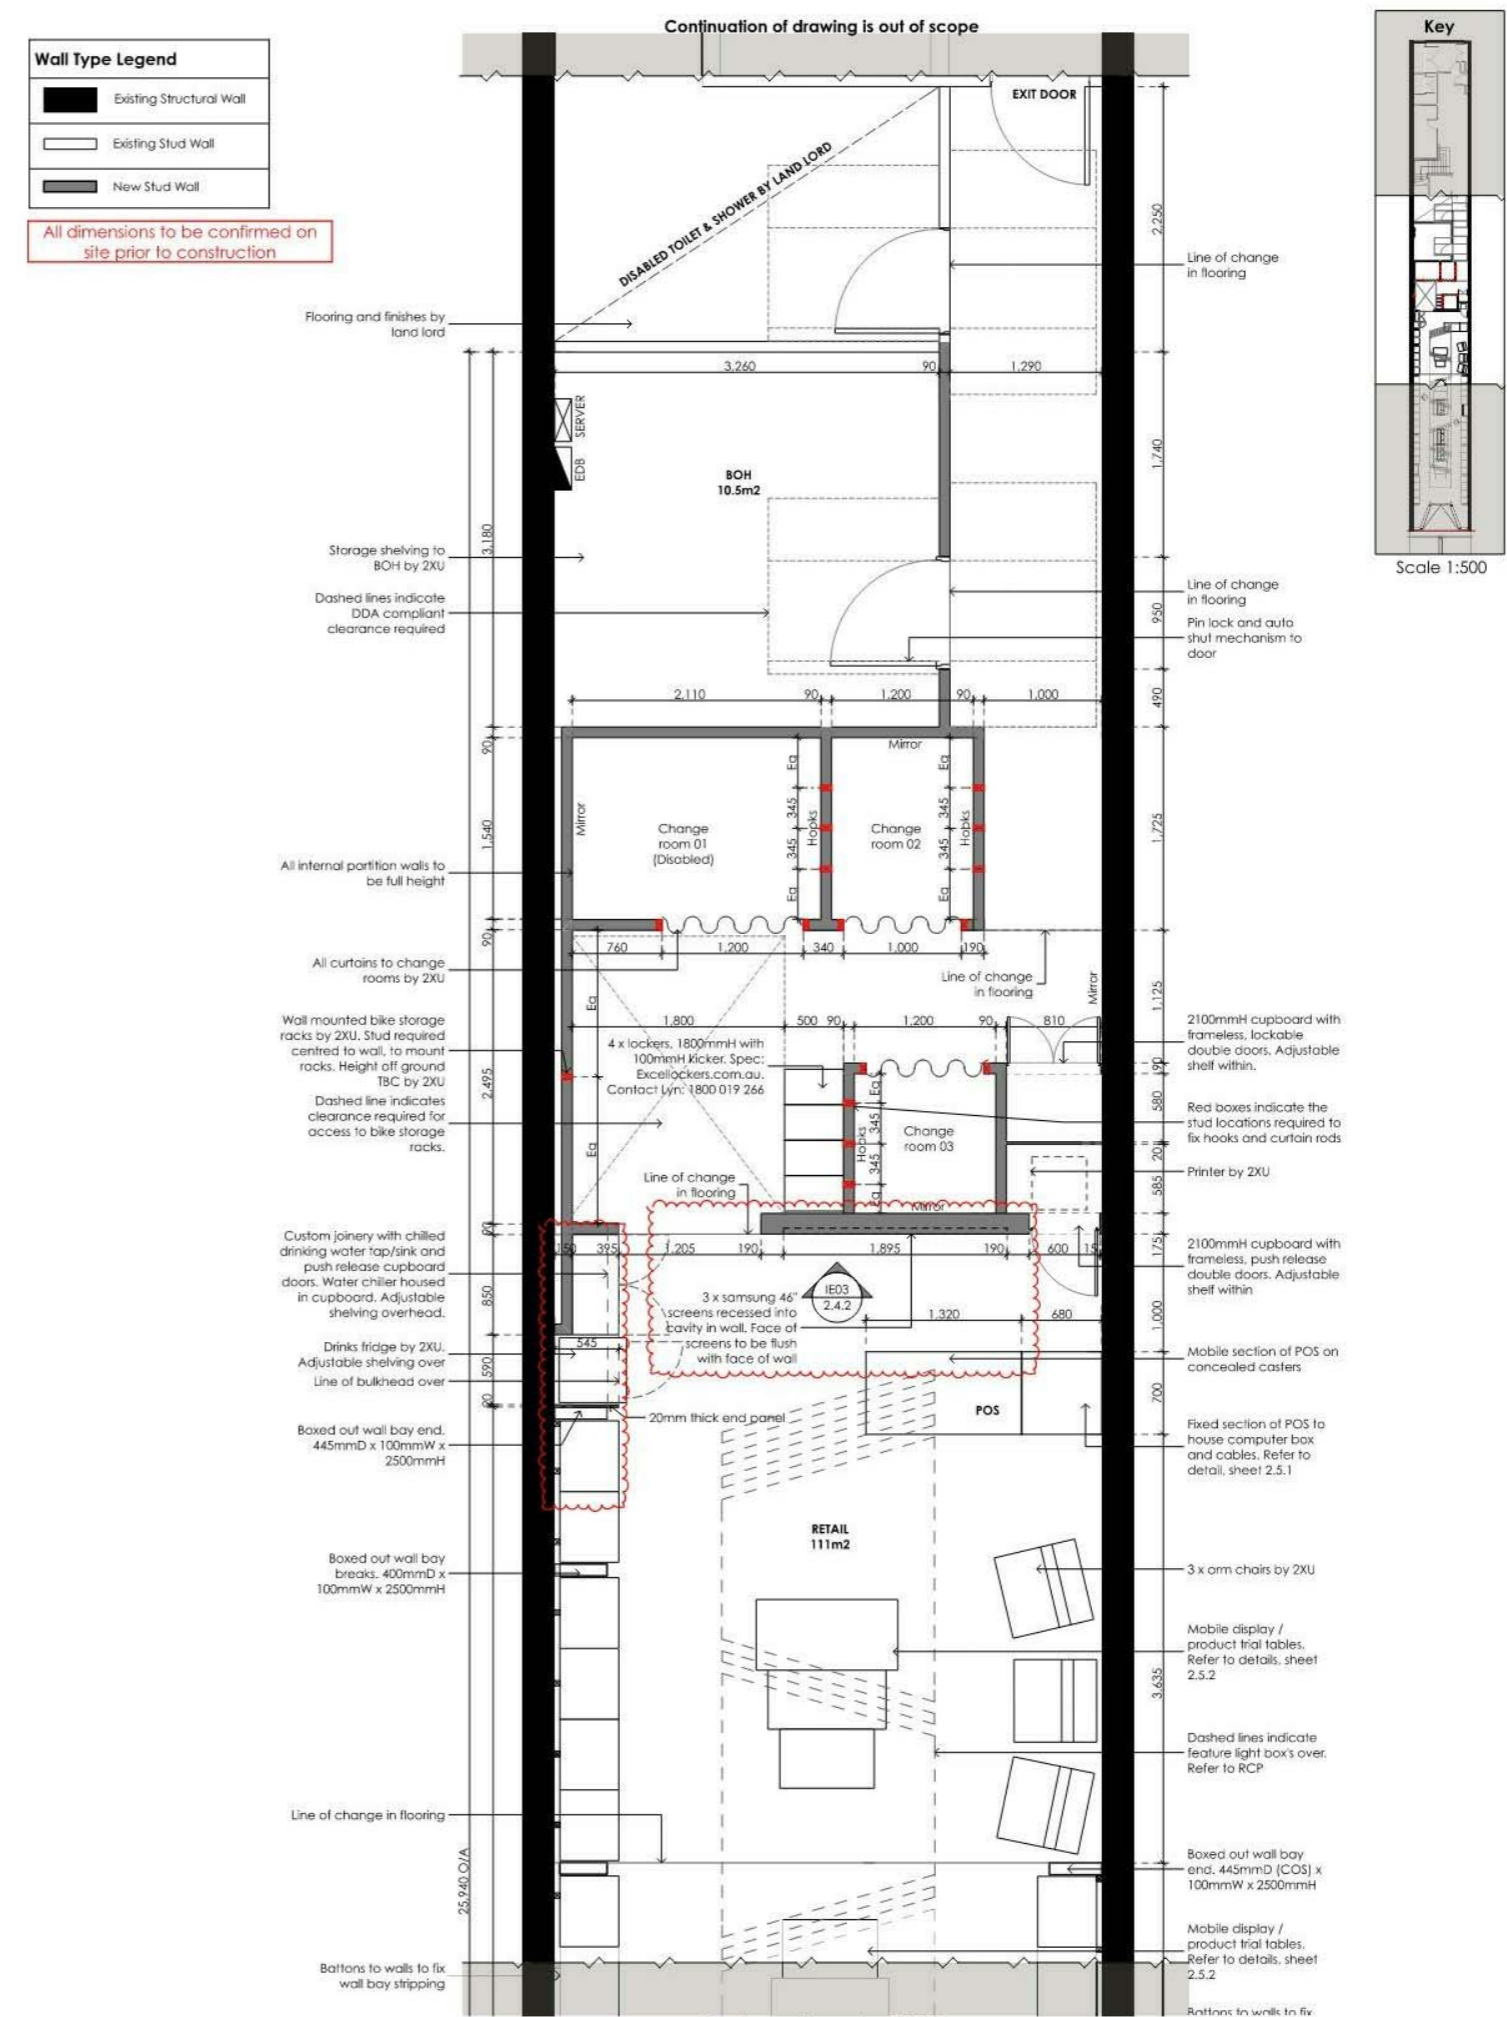 Continuation of drawing is out of scope
Wall Type Legend
Existing Structural Wall
Existing Stud Wall
New Stud Wall
All dimensions to be confirmed on
site prior to construction
Key
Scale 1:500
EXIT DOOR
DISABLED TOILET & SHOWER BY LAND LORD
2,250
Line of change
in flooring
Flooring and finishes by
land lord
3,260
90
1,290
SERVER
EDB
BOH
10.5m2
1,740
3,180
Storage shelving to
BOH by 2XU
Dashed lines indicate
DDA compliant
clearance required
Line of change
in flooring
950
Pin lock and auto
shut mechanism to
door
490
2,110
90
1,200
90
1,000
90
Mirror
Eq
345
345
Eq
Hooks
Mirror
Eq
345
345
Eq
Hooks
Change
room 01
(Disabled)
Change
room 02
1,540
1,725
All internal partition walls to
be full height
90
760
1,200
340
1,000
190
All curtains to change
rooms by 2XU
Line of change
in flooring
Mirror
1,125
Eq
1,800
500
90
1,200
90
810
Wall mounted bike storage
racks by 2XU. Stud required
centred to wall, to mount
racks. Height off ground
TBC by 2XU
4 x lockers, 1800mmH with
100mmH kicker. Spec:
Excellockers.com.au.
Contact Lyn: 1800 019 266
2100mmH cupboard with
frameless, lockable
double doors. Adjustable
shelf within.
90
2,495
580
Dashed line indicates
clearance required for
access to bike storage
racks.
Eq
Eq
345
345
Eq
Hooks
Change
room 03
Red boxes indicate the
stud locations required to
fix hooks and curtain rods
20
Printer by 2XU
585
Line of change
in flooring
Mirror
90
150
395
1,205
190
1,895
190
600
15
175
Custom joinery with chilled
drinking water tap/sink and
push release cupboard
doors. Water chiller housed
in cupboard. Adjustable
shelving overhead.
850
2100mmH cupboard with
frameless, push release
double doors. Adjustable
shelf within
IE03
2.4.2
3 x samsung 46"
screens recessed into
cavity in wall. Face of
screens to be flush
with face of wall
1,320
680
1,000
Drinks fridge by 2XU.
Adjustable shelving over
545
590
Line of bulkhead over
20
Mobile section of POS on
concealed casters
700
POS
20mm thick end panel
Boxed out wall bay end.
445mmD x 100mmW x
2500mmH
Fixed section of POS to
house computer box
and cables. Refer to
detail, sheet 2.5.1
RETAIL
111m2
Boxed out wall bay
breaks. 400mmD x
100mmW x 2500mmH
3 x arm chairs by 2XU
Mobile display /
product trial tables.
Refer to details, sheet
2.5.2
3,635
Dashed lines indicate
feature light box's over.
Refer to RCP
Line of change in flooring
25,940 O/A
Boxed out wall bay
end. 445mmD (COS) x
100mmW x 2500mmH
Mobile display /
product trial tables.
Refer to details, sheet
2.5.2
Battons to walls to fix
wall bay stripping
Battons to walls to fix